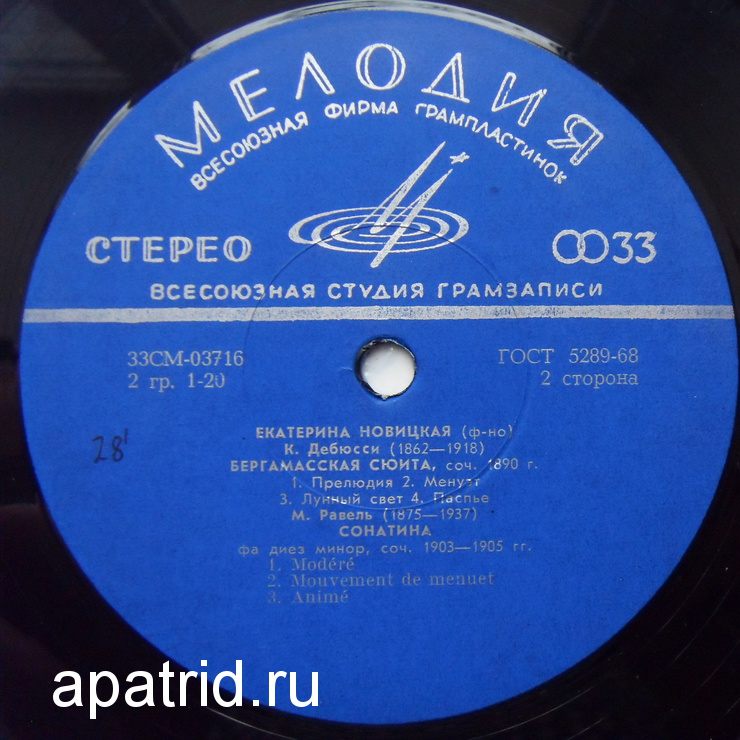 МЕЛОДИЯ
ВСЕСОЮЗНАЯ ФИРМА ГРАМПЛАСТИНОК
СТЕРЕО 33
ВСЕСОЮЗНАЯ СТУДИЯ ГРАМЗАПИСИ
33СМ-03716 ГОСТ 5289-68
2 гр. 1-20 2 сторона
ЕКАТЕРИНА НОВИЦКАЯ (ф-но)
28'
К. Дебюсси (1862—1918)
БЕРГАМАССКАЯ СЮИТА, соч. 1890 г.
1. Прелюдия 2. Менуэт
3. Лунный свет 4. Паспье
М. Равель (1875—1937)
СОНАТИНА
фа диез минор, соч. 1903—1905 гг.
1. Modéré
2. Mouvement de menuet
3. Animé
apatrid.ru